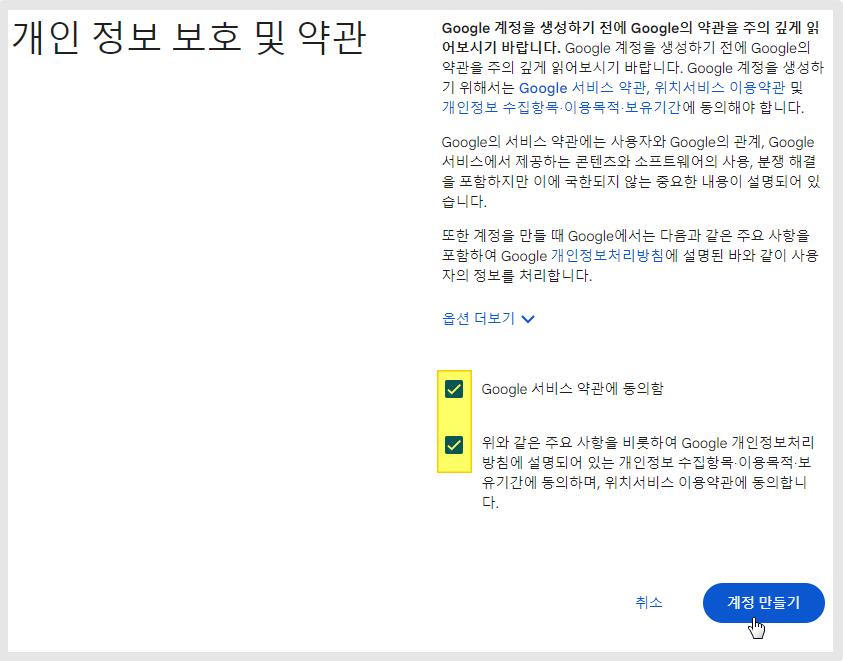 개인 정보 보호 및 약관
Google 계정을 생성하기 전에 Google의 약관을 주의 깊게 읽
어보시기 바랍니다. Google 계정을 생성하기 전에 Google의
약관을 주의 깊게 읽어보시기 바랍니다. Google 계정을 생성하
기 위해서는 Google 서비스 약관, 위치서비스 이용약관 및
개인정보 수집항목·이용목적·보유기간에 동의해야 합니다.
Google의 서비스 약관에는 사용자와 Google의 관계, Google
서비스에서 제공하는 콘텐츠와 소프트웨어의 사용, 분쟁 해결
을 포함하지만 이에 국한되지 않는 중요한 내용이 설명되어 있
습니다.
또한 계정을 만들 때 Google에서는 다음과 같은 주요 사항을
포함하여 Google 개인정보처리방침에 설명된 바와 같이 사용
자의 정보를 처리합니다.
옵션 더보기
Google 서비스 약관에 동의함
위와 같은 주요 사항을 비롯하여 Google 개인정보처리
방침에 설명되어 있는 개인정보 수집항목·이용목적·보
유기간에 동의하며, 위치서비스 이용약관에 동의합니
다.
취소
계정 만들기